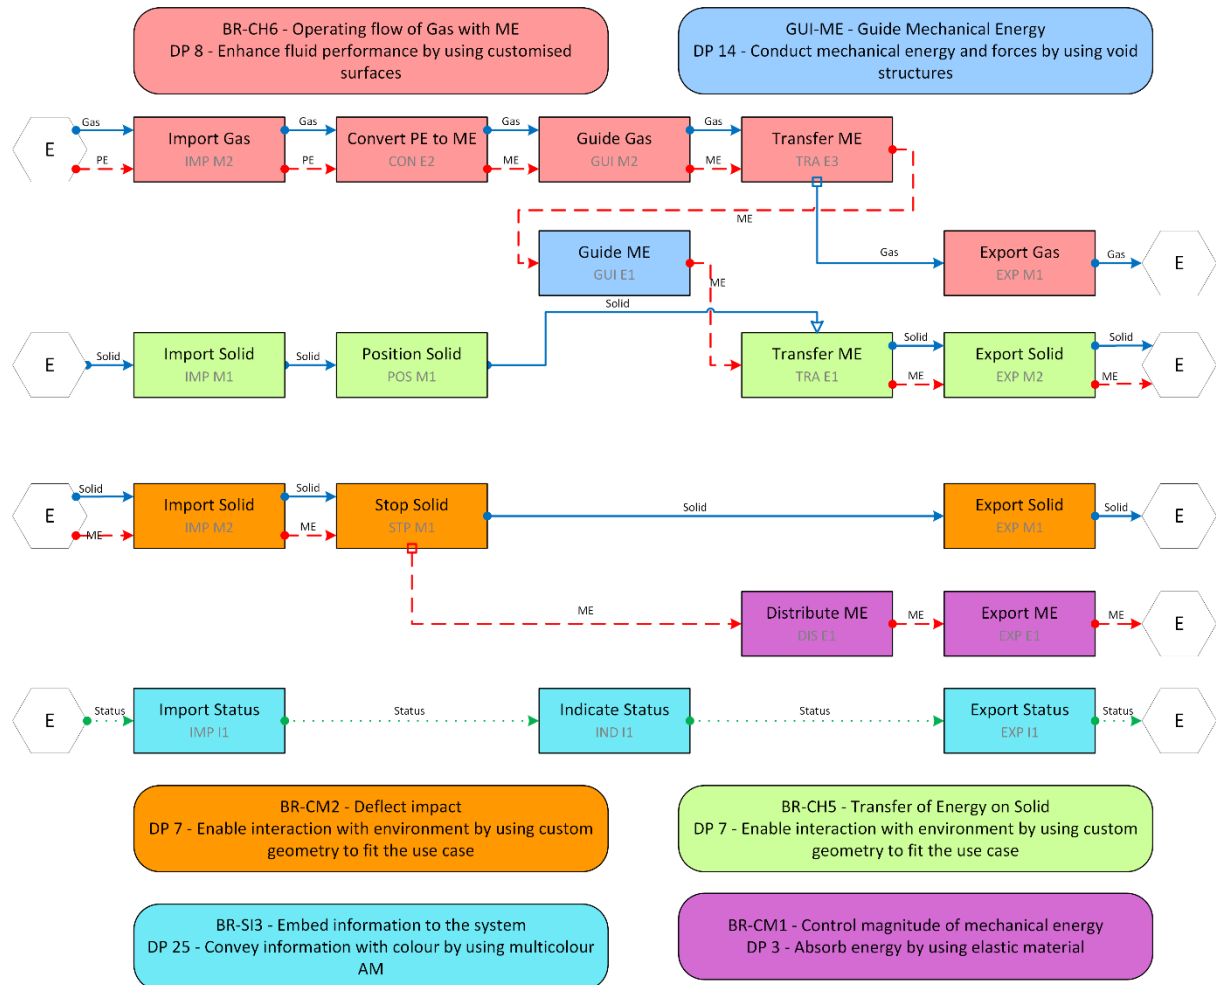 BR-CH6 - Operating flow of Gas with ME
DP 8 - Enhance fluid performance by using customised
surfaces
GUI-ME - Guide Mechanical Energy
DP 14 - Conduct mechanical energy and forces by using void
structures
E
Gas
PE
Import Gas
IMP M2
Gas
PE
Convert PE to ME
CON E2
Gas
ME
Guide Gas
GUI M2
Gas
ME
Transfer ME
TRA E3
ME
Guide ME
GUI E1
ME
Gas
Export Gas
EXP M1
Gas
E
E
Solid
Import Solid
IMP M1
Solid
Position Solid
POS M1
Solid
Transfer ME
TRA E1
Solid
ME
Export Solid
EXP M2
Solid
ME
E
E
Solid
ME
Import Solid
IMP M2
Solid
ME
Stop Solid
STP M1
Solid
Export Solid
EXP M1
Solid
E
ME
Distribute ME
DIS E1
ME
Export ME
EXP E1
ME
E
E
Status
Import Status
IMP I1
Status
Indicate Status
IND I1
Status
Export Status
EXP I1
Status
E
BR-CM2 - Deflect impact
DP 7 - Enable interaction with environment by using custom
geometry to fit the use case
BR-CH5 - Transfer of Energy on Solid
DP 7 - Enable interaction with environment by using custom
geometry to fit the use case
BR-SI3 - Embed information to the system
DP 25 - Convey information with colour by using multicolour
AM
BR-CM1 - Control magnitude of mechanical energy
DP 3 - Absorb energy by using elastic material